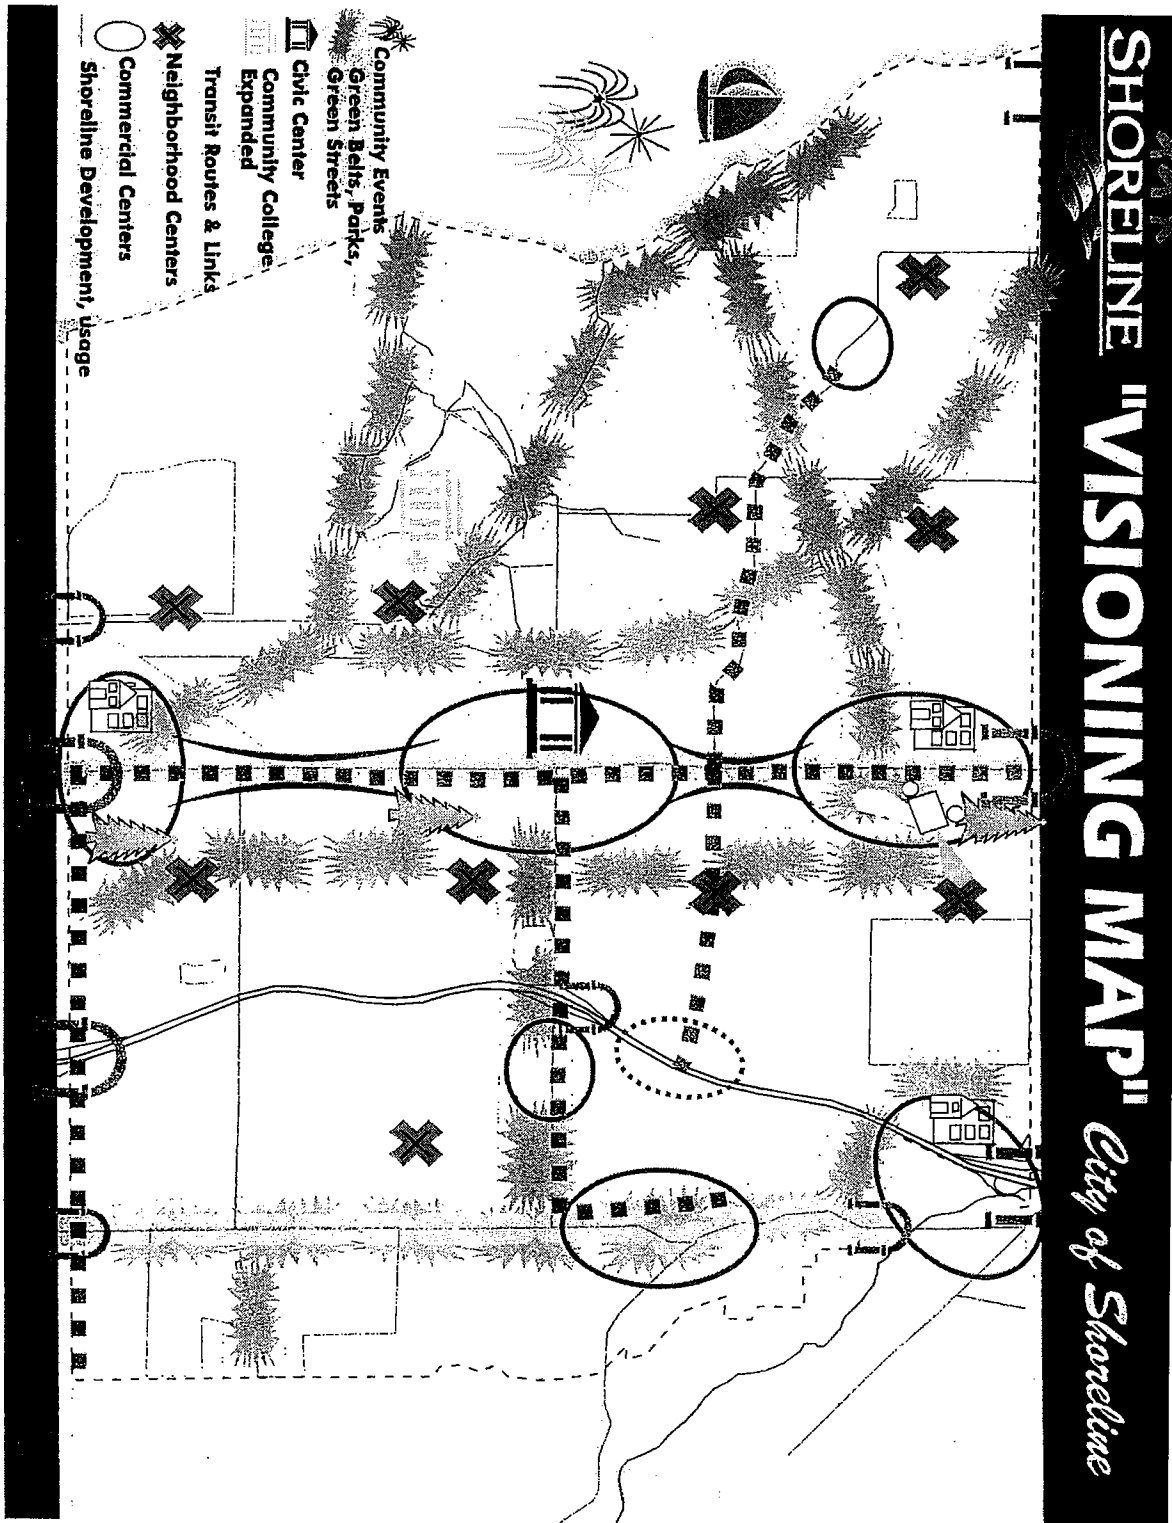 SHORELINE "VISIONING MAP" City of Shoreline
Community Events
Green Belts, Parks,
Green Streets
Civic Center
Community College
Expanded
Transit Routes & Links
Neighborhood Centers
Commercial Centers
Shoreline Development, usage